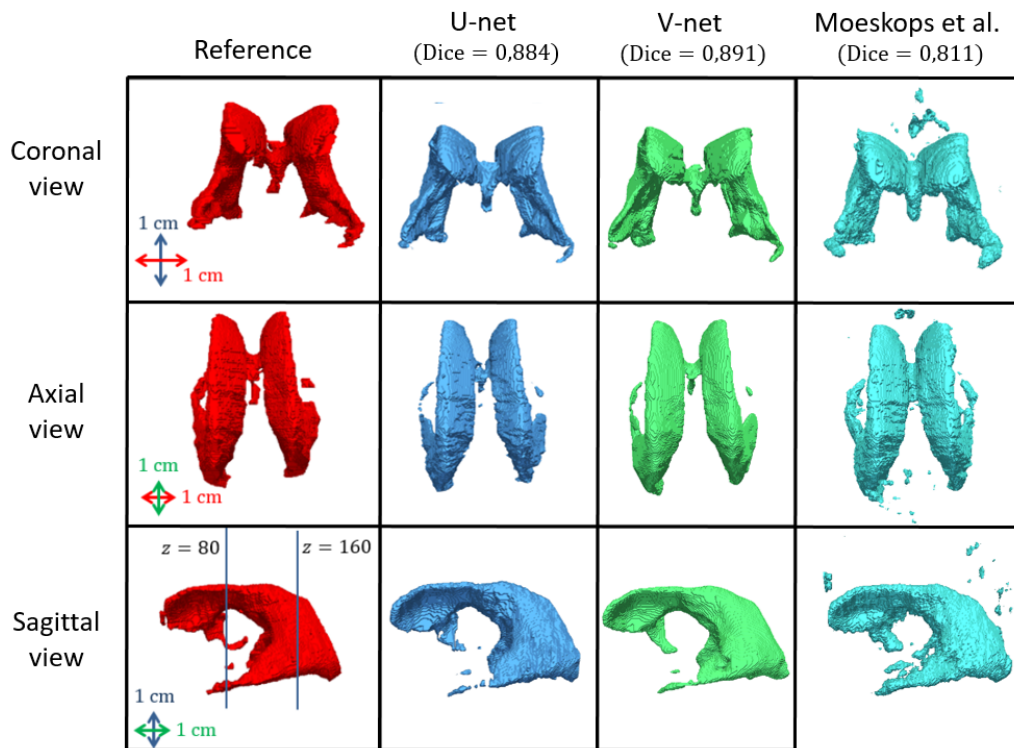 Reference
U-net
(Dice = 0,884)
V-net
(Dice = 0,891)
Moeskops et al.
(Dice = 0,811)
Coronal
view
1 cm
1 cm
Axial
view
1 cm
1 cm
Sagittal
view
z = 80
z = 160
1 cm
1 cm